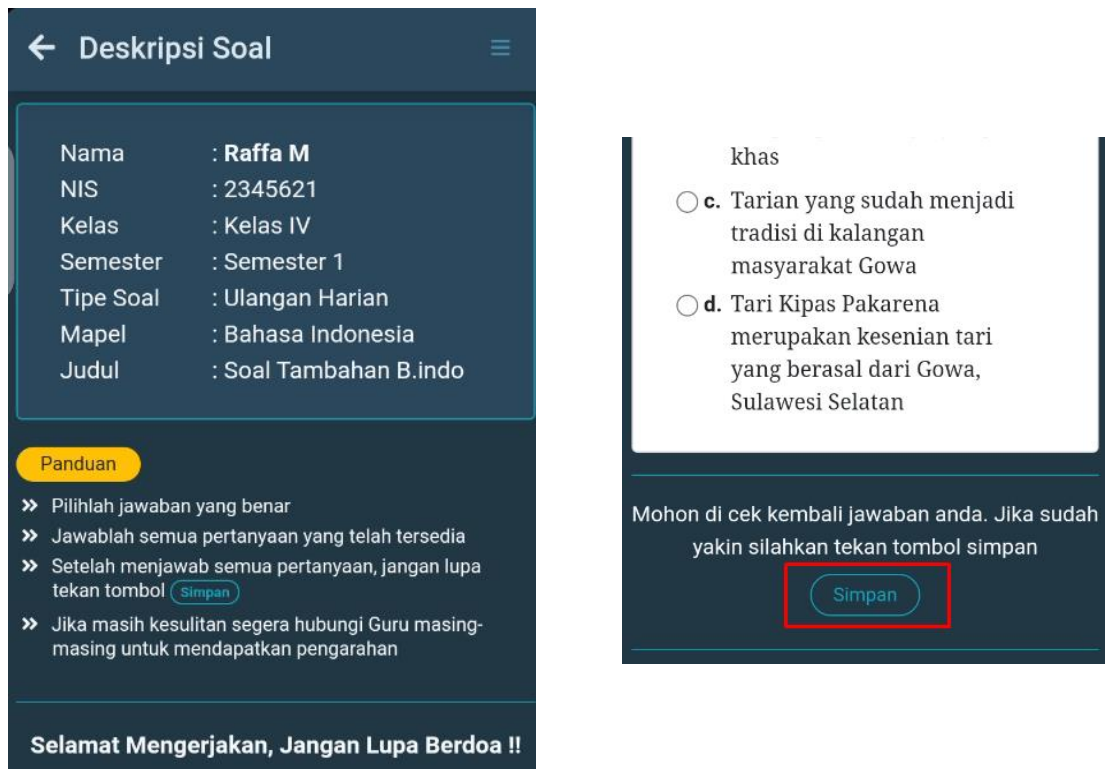 Deskripsi Soal
Nama : Raffa M
NIS : 2345621
Kelas : Kelas IV
Semester : Semester 1
Tipe Soal : Ulangan Harian
Mapel : Bahasa Indonesia
Judul : Soal Tambahan B.indo
Panduan
Pilihlah jawaban yang benar
Jawablah semua pertanyaan yang telah tersedia
Setelah menjawab semua pertanyaan, jangan lupa
tekan tombol Simpan
Jika masih kesulitan segera hubungi Guru masing-
masing untuk mendapatkan pengarahan
Selamat Mengerjakan, Jangan Lupa Berdoa !!
khas
c. Tarian yang sudah menjadi
tradisi di kalangan
masyarakat Gowa
d. Tari Kipas Pakarena
merupakan kesenian tari
yang berasal dari Gowa,
Sulawesi Selatan
Mohon di cek kembali jawaban anda. Jika sudah
yakin silahkan tekan tombol simpan
Simpan